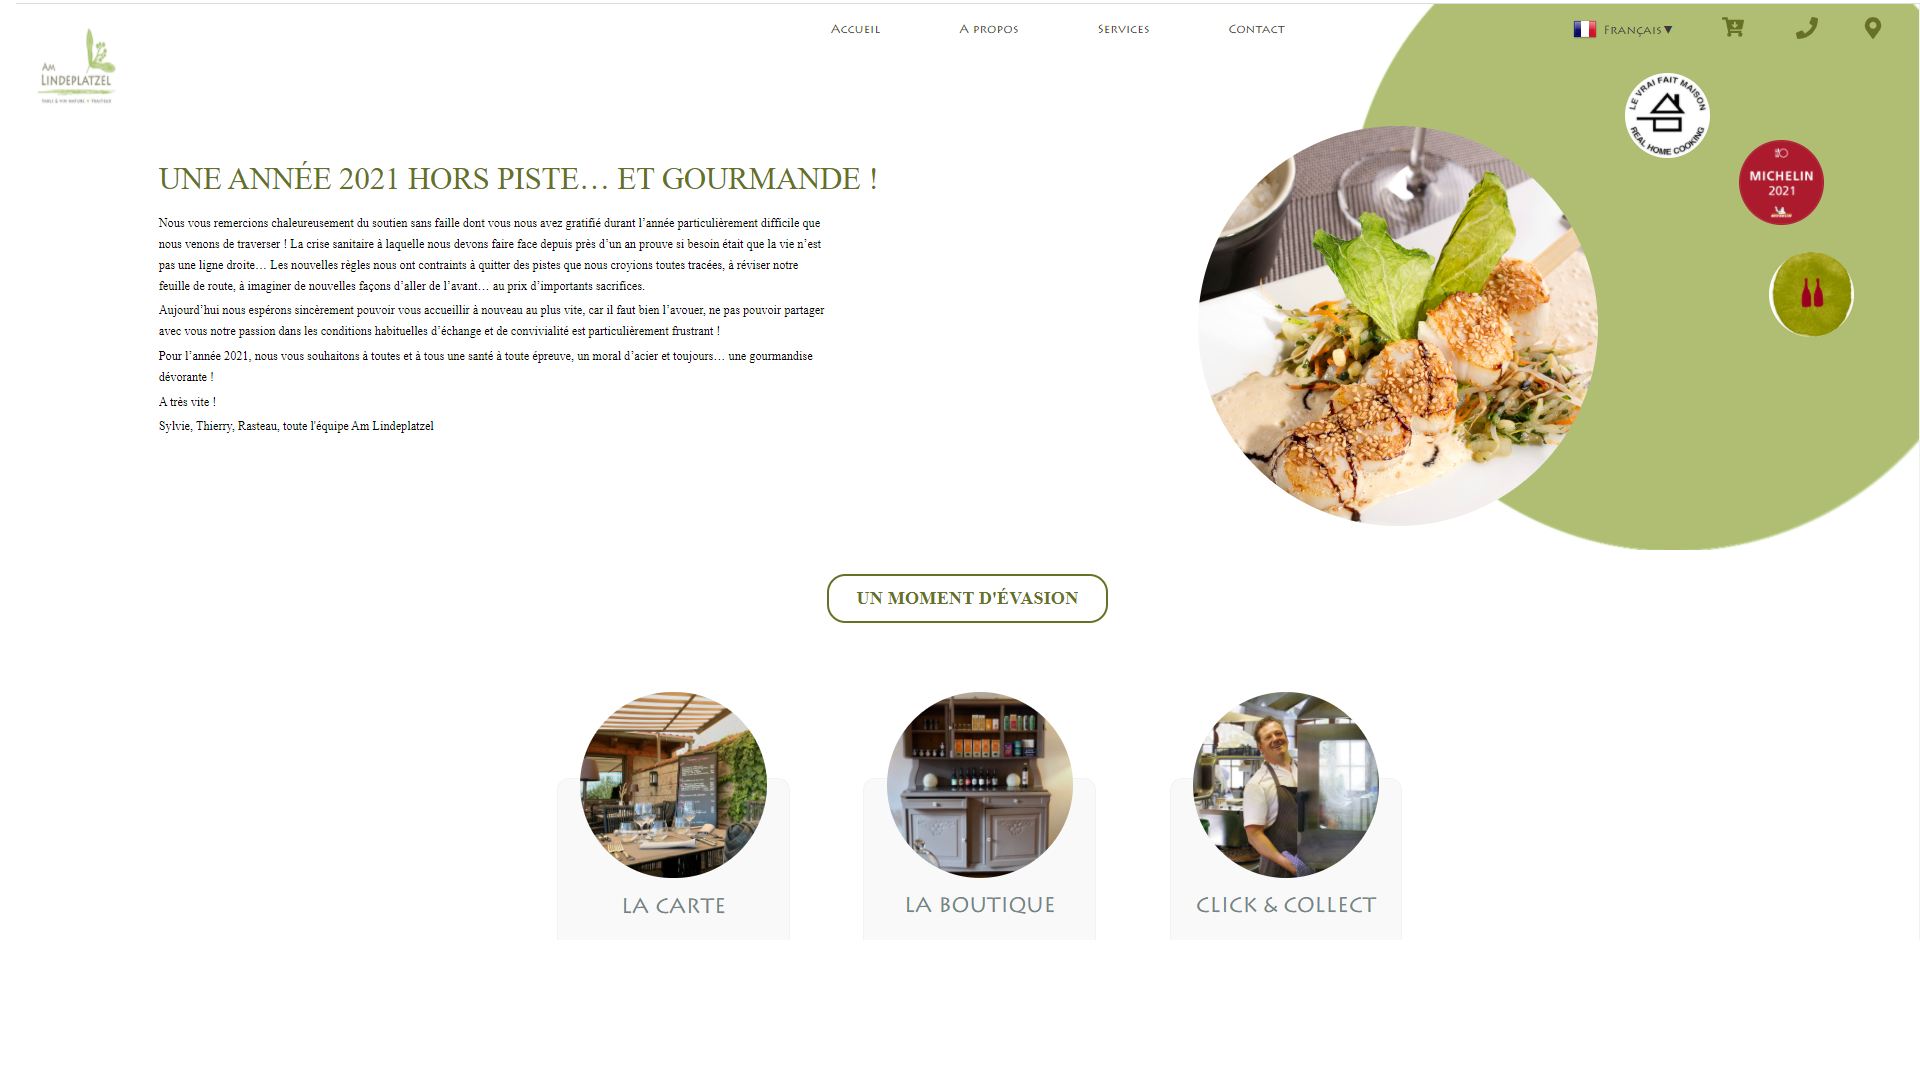 ACCUEIL
A PROPOS
SERVICES
CONTACT
FRANÇAIS▼
AM
LINDEPLATZEL
TABLE & VIN NATURE • TRAITEUR
LE VRAI FAIT MAISON
REAL HOME COOKING
MICHELIN
2021
UNE ANNÉE 2021 HORS PISTE… ET GOURMANDE !
Nous vous remercions chaleureusement du soutien sans faille dont vous nous avez gratifié durant l’année particulièrement difficile que
nous venons de traverser ! La crise sanitaire à laquelle nous devons faire face depuis près d’un an prouve si besoin était que la vie n’est
pas une ligne droite… Les nouvelles règles nous ont contraints à quitter des pistes que nous croyions toutes tracées, à réviser notre
feuille de route, à imaginer de nouvelles façons d’aller de l’avant… au prix d’importants sacrifices.
Aujourd’hui nous espérons sincèrement pouvoir vous accueillir à nouveau au plus vite, car il faut bien l’avouer, ne pas pouvoir partager
avec vous notre passion dans les conditions habituelles d’échange et de convivialité est particulièrement frustrant !
Pour l’année 2021, nous vous souhaitons à toutes et à tous une santé à toute épreuve, un moral d’acier et toujours… une gourmandise
dévorante !
A très vite !
Sylvie, Thierry, Rasteau, toute l'équipe Am Lindeplatzel
UN MOMENT D'ÉVASION
LA CARTE
LA BOUTIQUE
CLICK & COLLECT